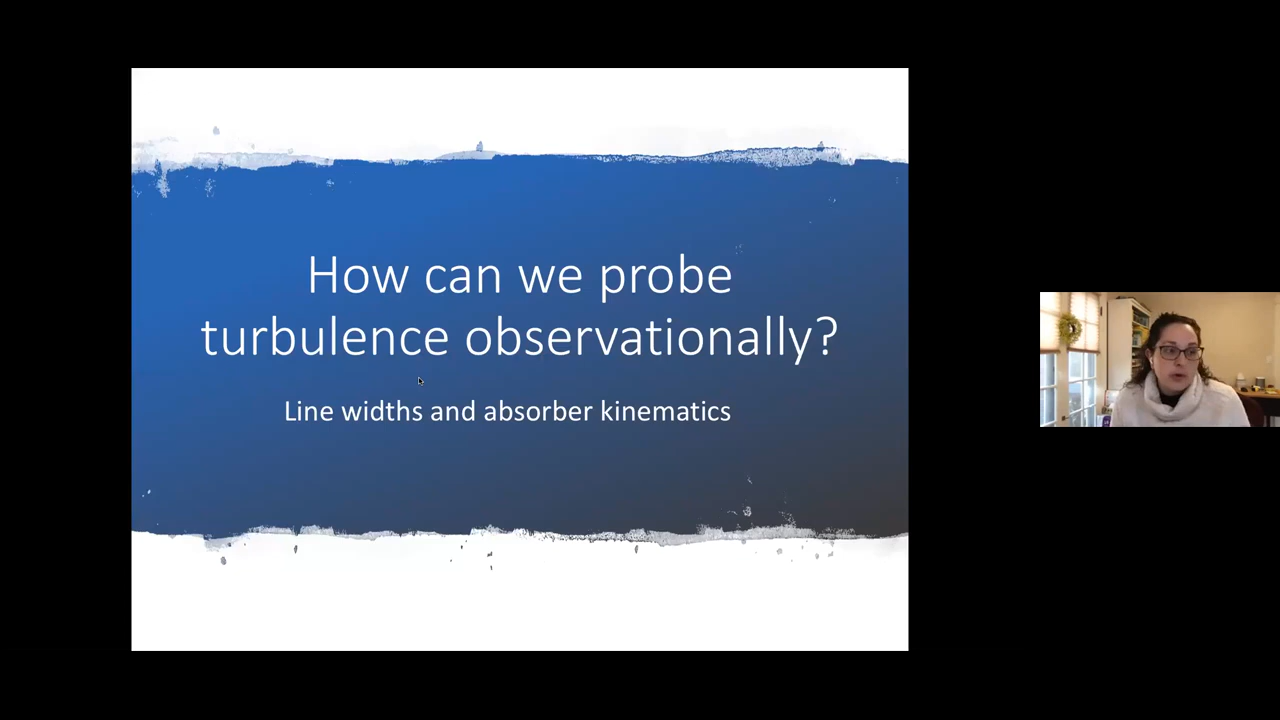 How can we probe
turbulence observationally?
Line widths and absorber kinematics